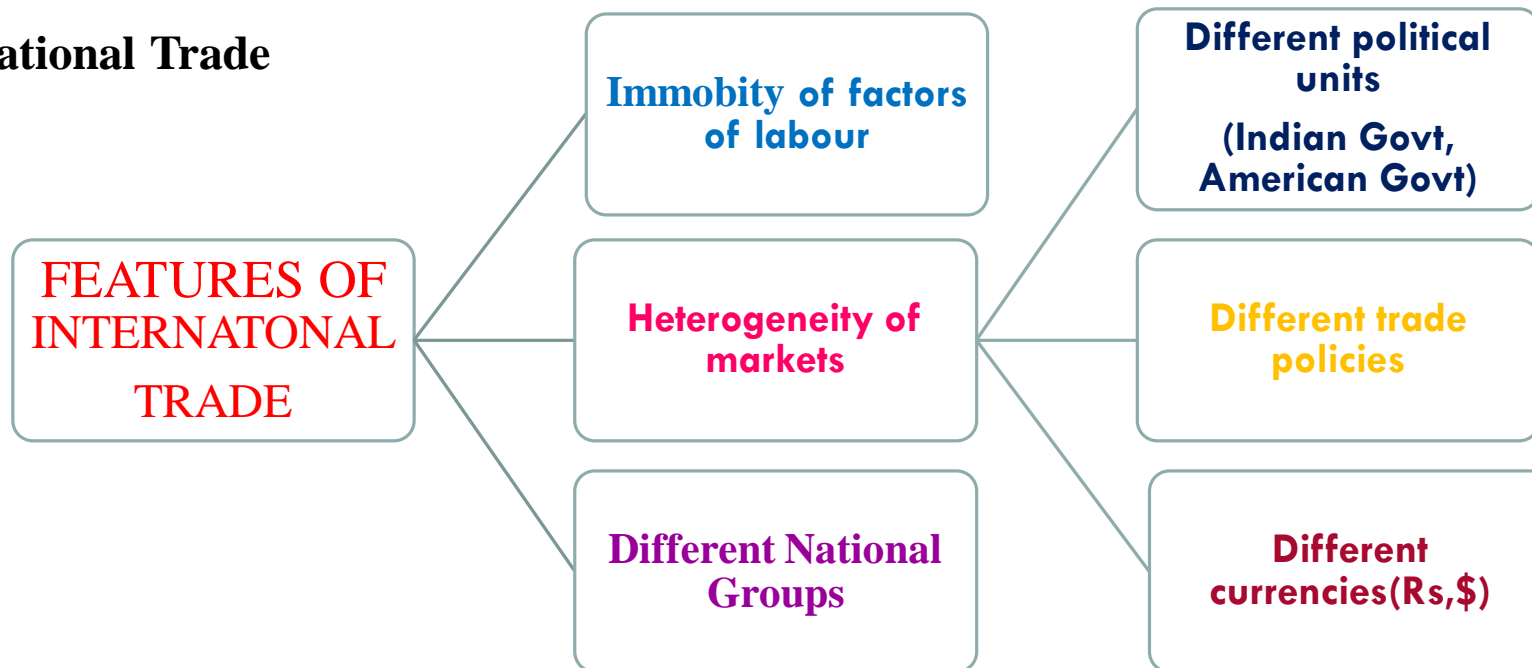 ational Trade
FEATURES OF
INTERNATONAL
TRADE
Immobity of factors
of labour
Heterogeneity of
markets
Different National
Groups
Different political
units
(Indian Govt,
American Govt)
Different trade
policies
Different
currencies(Rs,$)